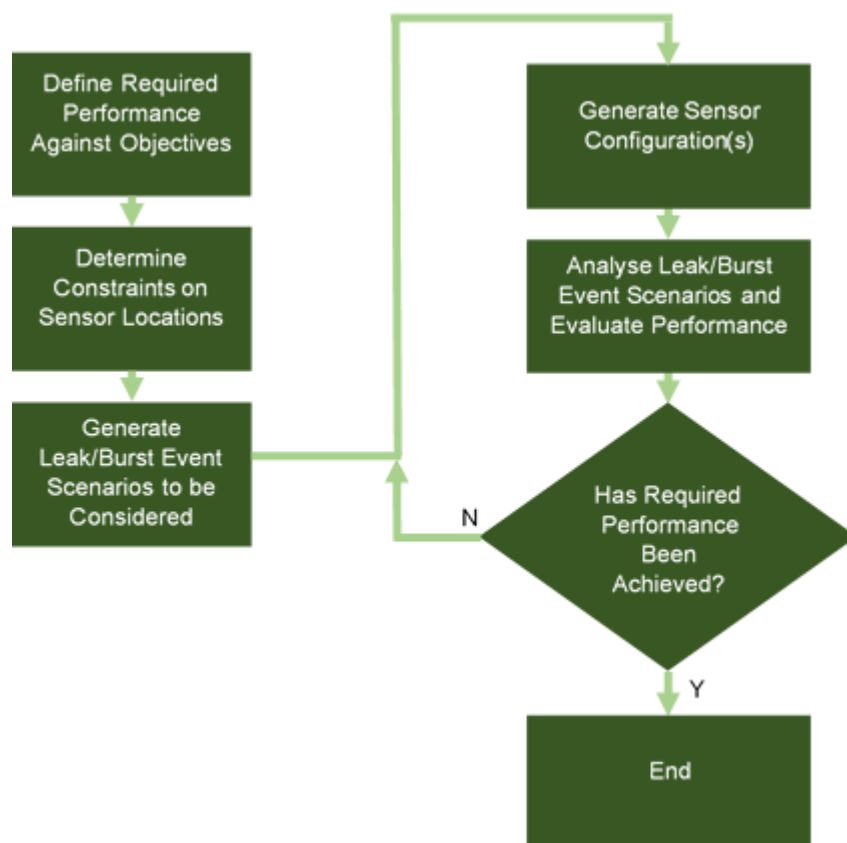 Define Required
Performance
Against Objectives
Determine
Constraints on
Sensor Locations
Generate
Leak/Burst Event
Scenarios to be
Considered
Generate Sensor
Configuration(s)
Analyse Leak/Burst
Event Scenarios and
Evaluate Performance
Has Required
Performance
Been
Achieved?
N
Y
End